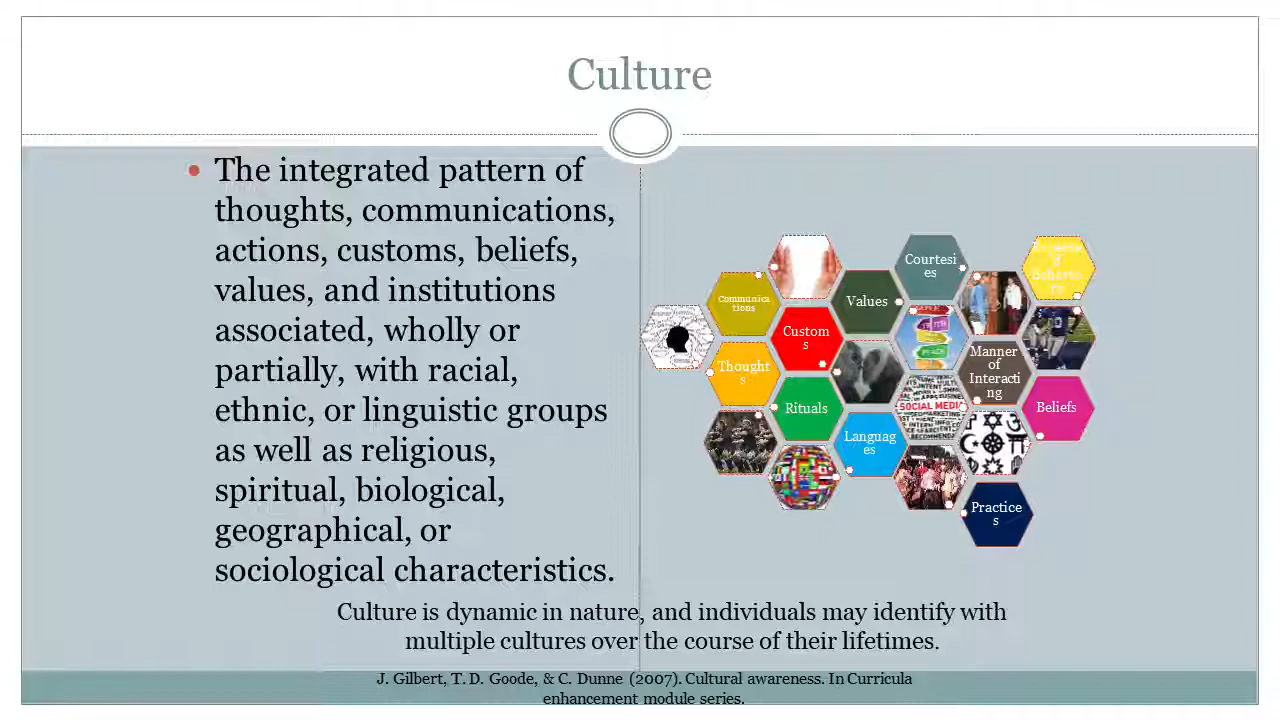 Culture
The integrated pattern of
thoughts, communications,
actions, customs, beliefs,
values, and institutions
associated, wholly or
partially, with racial,
ethnic, or linguistic groups
as well as religious,
spiritual, biological,
geographical, or
sociological characteristics.
Communica
tions
Thought
s
Custom
s
Rituals
Values
Languag
es
Courtesi
es
PEACE
SOCIAL MEDIA
Manner
of
Interacti
ng
Practice
s
Beliefs
Culture is dynamic in nature, and individuals may identify with
multiple cultures over the course of their lifetimes.
J. Gilbert, T. D. Goode, & C. Dunne (2007). Cultural awareness. In Curricula
enhancement module series.